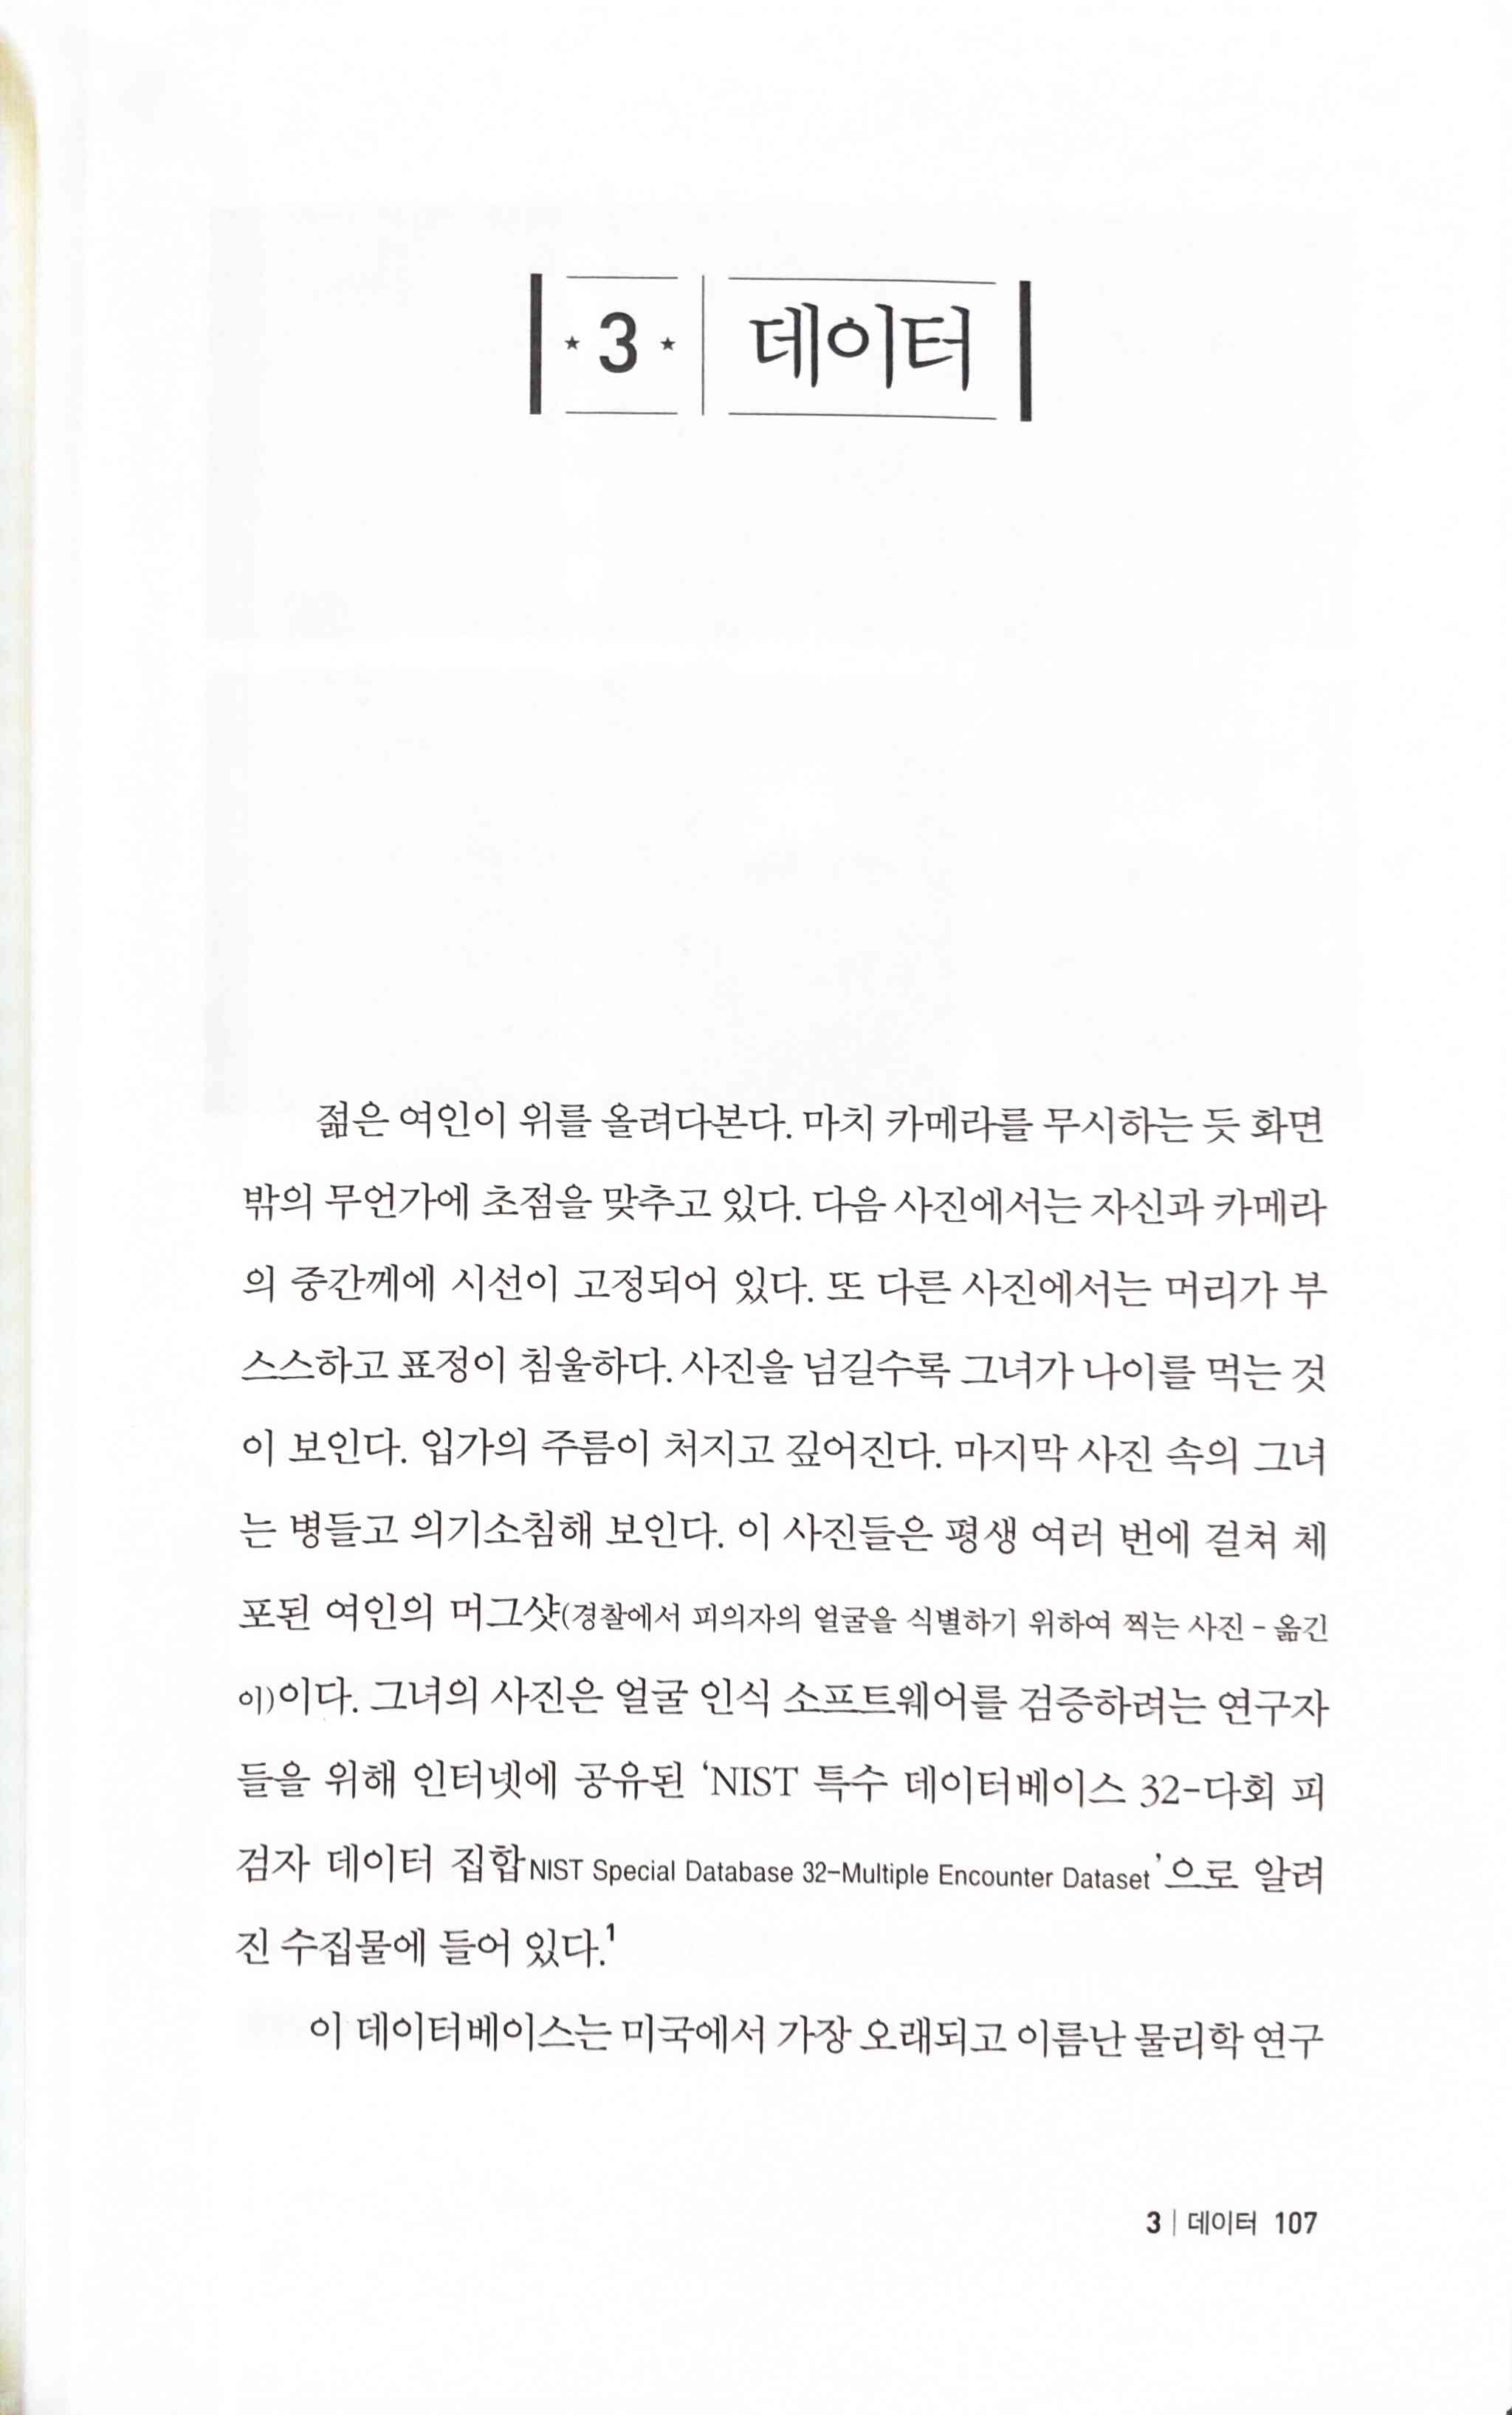 ★ 3 ★ 데이터
젊은 여인이 위를 올려다본다. 마치 카메라를 무시하는 듯 화면
밖의 무언가에 초점을 맞추고 있다. 다음 사진에서는 자신과 카메라
의 중간께에 시선이 고정되어 있다. 또 다른 사진에서는 머리가 부
스스하고 표정이 침울하다. 사진을 넘길수록 그녀가 나이를 먹는 것
이 보인다. 입가의 주름이 처지고 깊어진다. 마지막 사진 속의 그녀
는 병들고 의기소침해 보인다. 이 사진들은 평생 여러 번에 걸쳐 체
포된 여인의 머그샷(경찰에서 피의자의 얼굴을 식별하기 위하여 찍는 사진 - 옮긴
이)이다. 그녀의 사진은 얼굴 인식 소프트웨어를 검증하려는 연구자
들을 위해 인터넷에 공유된 ‘NIST 특수 데이터베이스 32-다회 피
검자 데이터 집합NIST Special Database 32-Multiple Encounter Dataset’으로 알려
진 수집물에 들어 있다.1
이 데이터베이스는 미국에서 가장 오래되고 이름난 물리학 연구
3 | 데이터 107